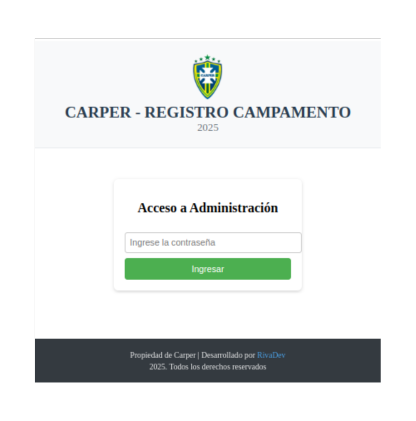 CARPER - REGISTRO CAMPAMENTO
2025
Acceso a Administración
Ingrese la contraseña
Ingresar
Propiedad de Carper | Desarrollado por RivaDev
2025. Todos los derechos reservados